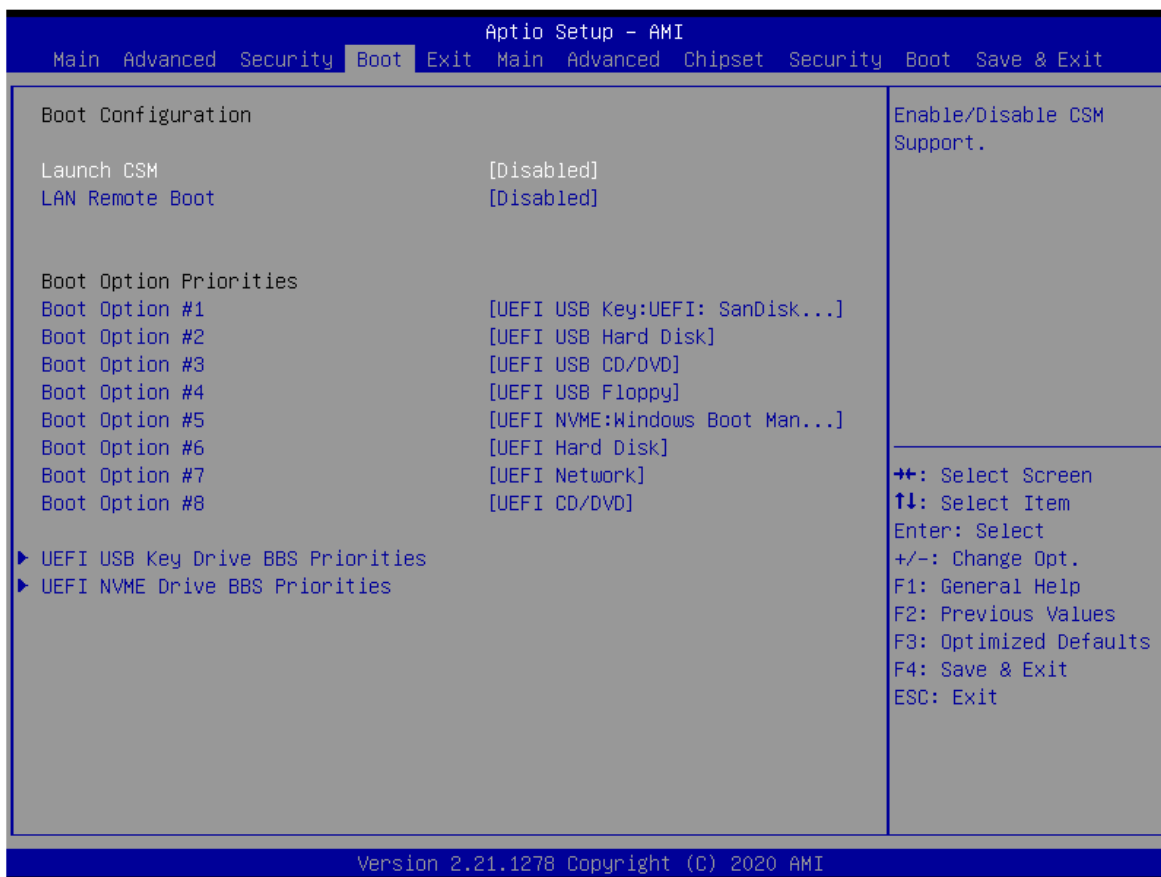 Aptio Setup – AMI
Main Advanced Security Boot Exit Main Advanced Chipset Security Boot Save & Exit
Boot Configuration
Launch CSM [Disabled]
LAN Remote Boot [Disabled]
Boot Option Priorities
Boot Option #1 [UEFI USB Key:UEFI: SanDisk...]
Boot Option #2 [UEFI USB Hard Disk]
Boot Option #3 [UEFI USB CD/DVD]
Boot Option #4 [UEFI USB Floppy]
Boot Option #5 [UEFI NVME:Windows Boot Man...]
Boot Option #6 [UEFI Hard Disk]
Boot Option #7 [UEFI Network]
Boot Option #8 [UEFI CD/DVD]
UEFI USB Key Drive BBS Priorities
UEFI NVME Drive BBS Priorities
Enable/Disable CSM
Support.
→←: Select Screen
↑↓: Select Item
Enter: Select
+/-: Change Opt.
F1: General Help
F2: Previous Values
F3: Optimized Defaults
F4: Save & Exit
ESC: Exit
Version 2.21.1278 Copyright (C) 2020 AMI